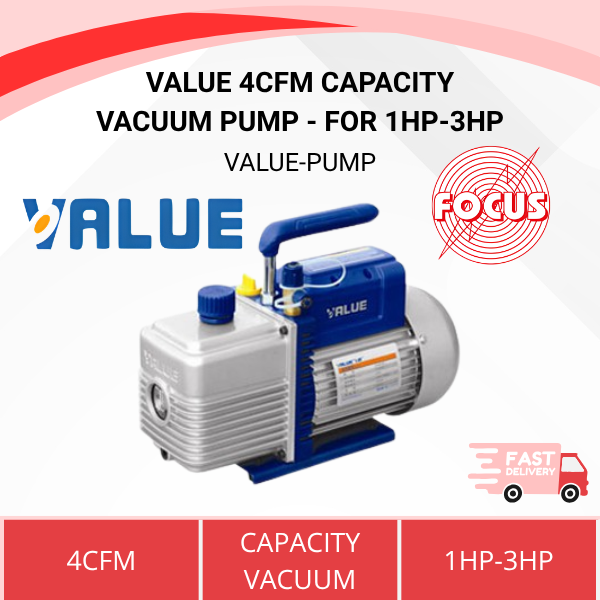 VALUE 4CFM CAPACITY
VACUUM PUMP - FOR 1HP-3HP
VALUE-PUMP
VALUE
FOCUS
VALUE
VALUE
FAST
DELIVERY
4CFM
CAPACITY
VACUUM
1HP-3HP